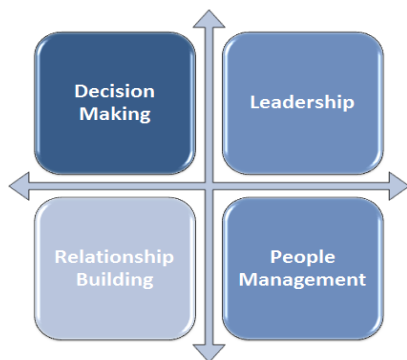 Decision
Making
Leadership
Relationship
Building
People
Management